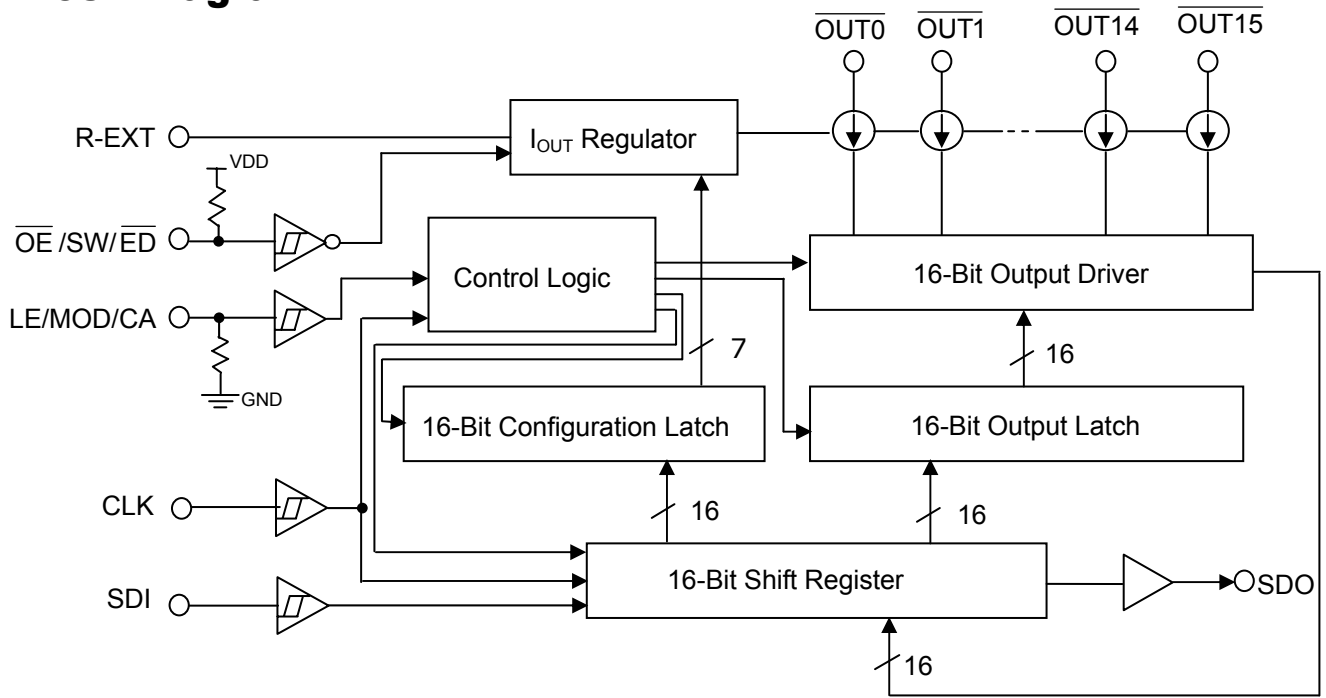 OUT0 OUT1 OUT14 OUT15
R-EXT
I_OUT Regulator
VDD
OE/SW/ED
Control Logic
16-Bit Output Driver
LE/MOD/CA
7
16
GND
16-Bit Configuration Latch
16-Bit Output Latch
CLK
16
16
16-Bit Shift Register
SDI
SDO
16